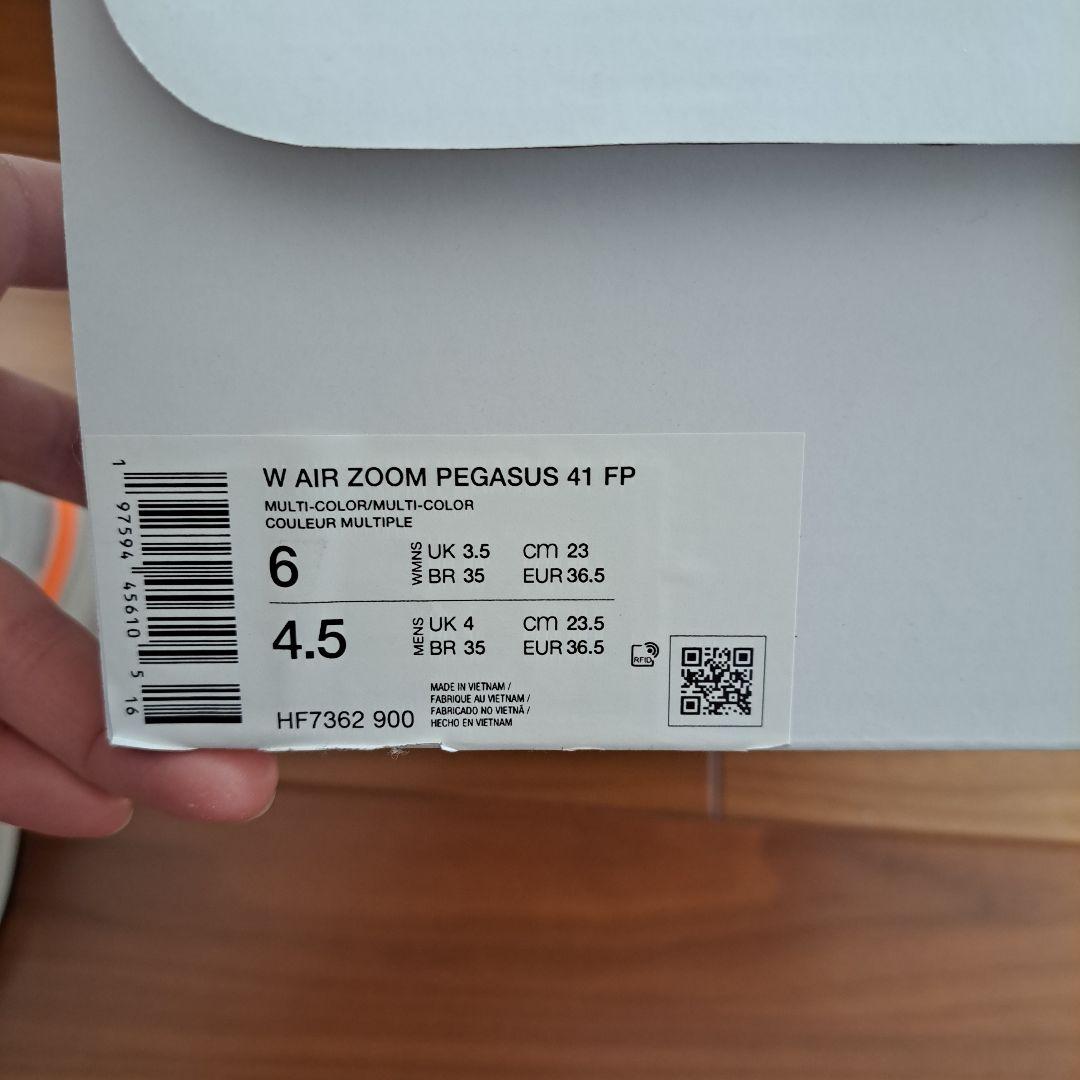 W AIR ZOOM PEGASUS 41 FP
MULTI-COLOR/MULTI-COLOR
COULEUR MULTIPLE
6 WMNS UK 3.5 cm 23
BR 35 EUR 36.5
4.5 MENS UK 4 cm 23.5
BR 35 EUR 36.5
RFID
MADE IN VIETNAM /
FABRIQUE AU VIETNAM /
FABRICADO NO VIETNÃ /
HECHO EN VIETNAM
HF7362 900
1 97594 45610 5 16